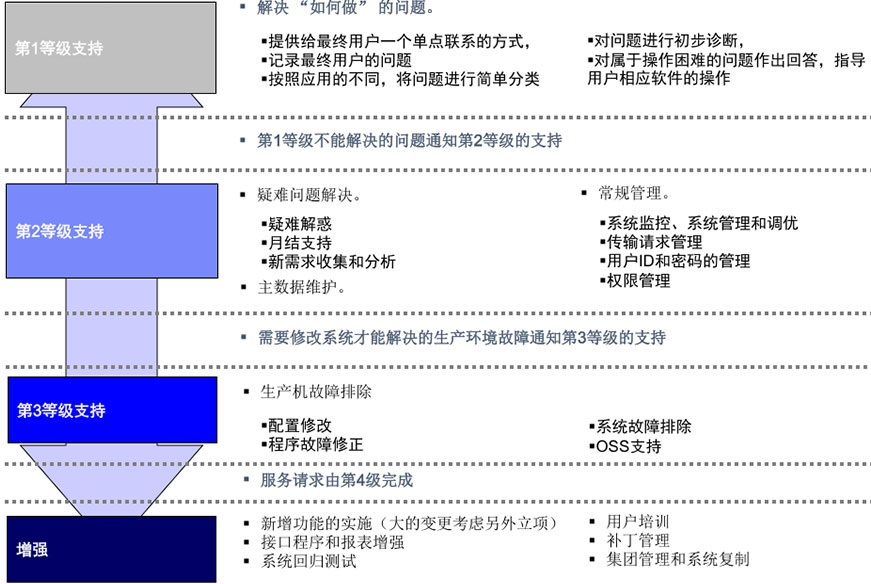 ▪ 解决 “如何做” 的问题。
第1等级支持
▪提供给最终用户一个单点联系的方式，
▪记录最终用户的问题
▪按照应用的不同，将问题进行简单分类
▪对问题进行初步诊断，
▪对属于操作困难的问题作出回答，指导
用户相应软件的操作
▪ 第1等级不能解决的问题通知第2等级的支持
第2等级支持
▪ 疑难问题解决。
▪疑难解惑
▪月结支持
▪新需求收集和分析
▪ 主数据维护。
▪ 常规管理。
▪系统监控、系统管理和调优
▪传输请求管理
▪用户ID和密码的管理
▪权限管理
▪ 需要修改系统才能解决的生产环境故障通知第3等级的支持
第3等级支持
▪ 生产机故障排除
▪配置修改
▪程序故障修正
▪系统故障排除
▪OSS支持
▪ 服务请求由第4级完成
增强
▪ 新增功能的实施（大的变更考虑另外立项）
▪ 接口程序和报表增强
▪ 系统回归测试
▪ 用户培训
▪ 补丁管理
▪ 集团管理和系统复制